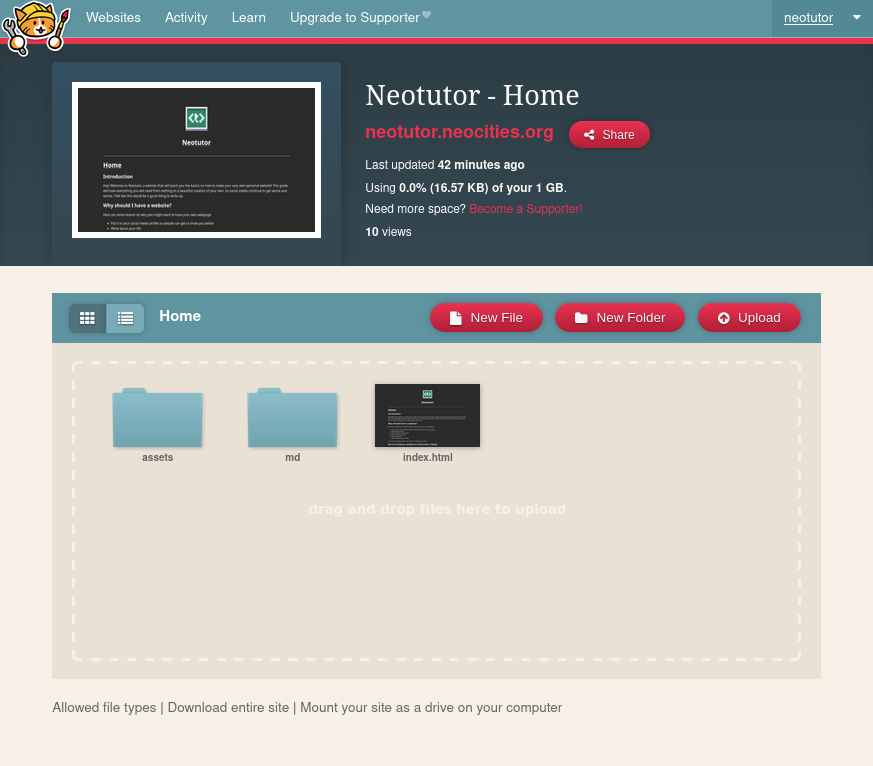 Websites Activity Learn Upgrade to Supporter neotutor
Neotutor
Home
Introduction
Why should I have a website?
Neotutor - Home
neotutor.neocities.org Share
Last updated 42 minutes ago
Using 0.0% (16.57 KB) of your 1 GB.
Need more space? Become a Supporter!
10 views
Home New File New Folder Upload
assets md index.html
drag and drop files here to upload
Allowed file types | Download entire site | Mount your site as a drive on your computer